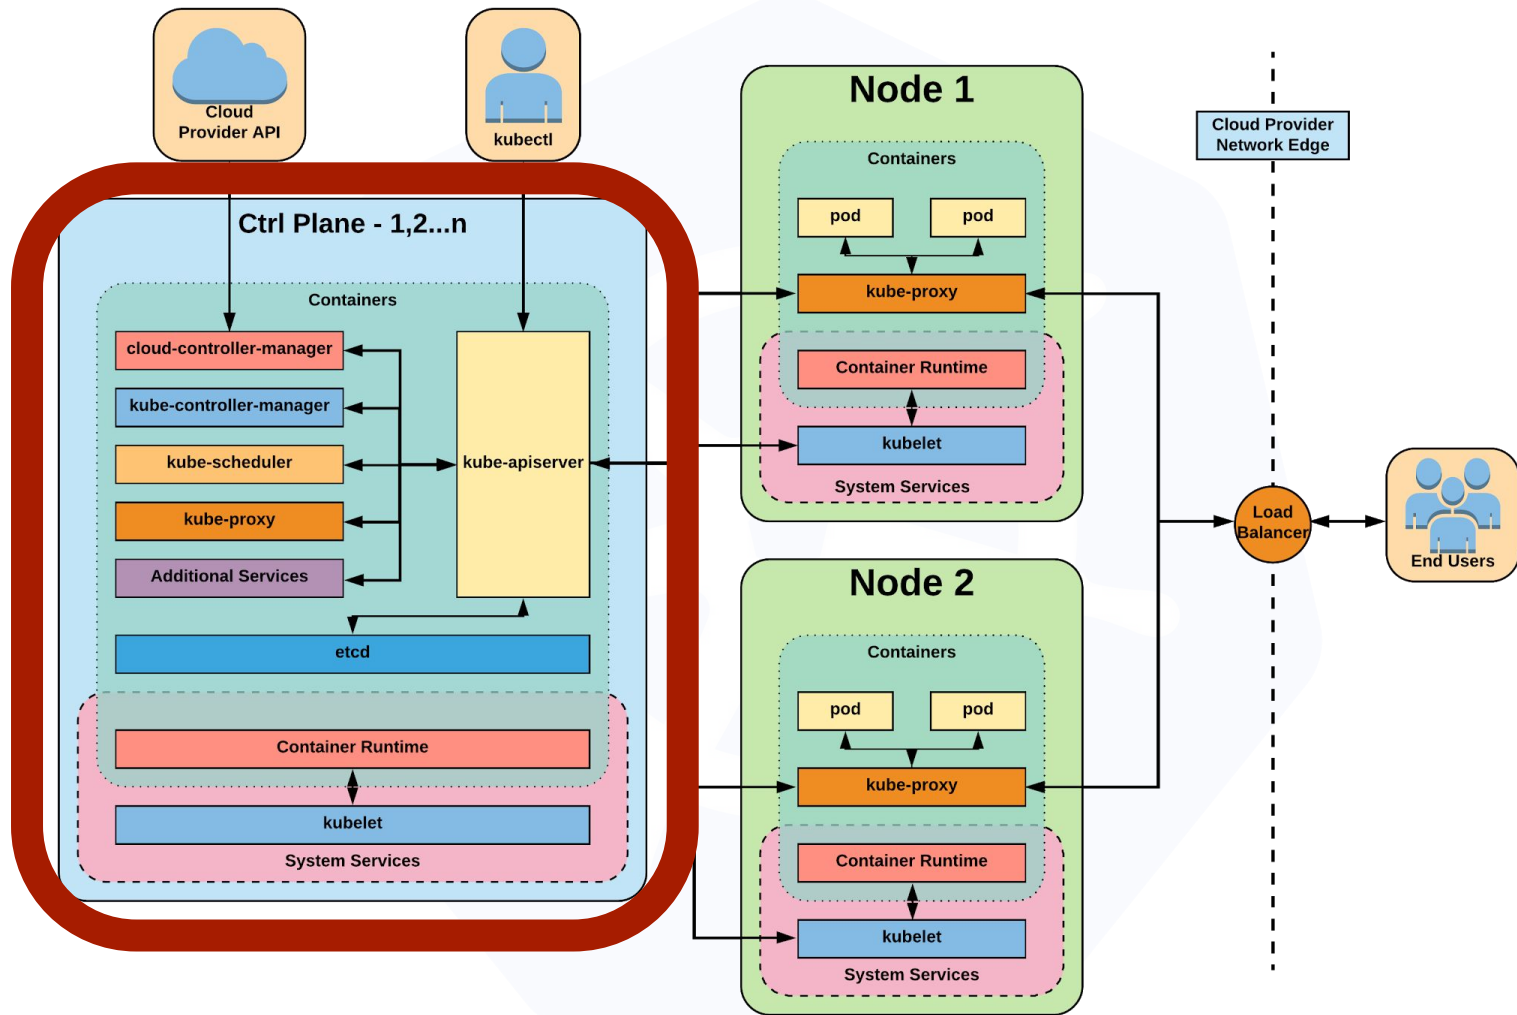 Cloud
Provider API
kubectl
Ctrl Plane - 1,2...n
Containers
cloud-controller-manager
kube-controller-manager
kube-scheduler
kube-proxy
Additional Services
kube-apiserver
etcd
Container Runtime
kubelet
System Services
Node 1
Containers
pod
pod
kube-proxy
Container Runtime
kubelet
System Services
Node 2
Containers
pod
pod
kube-proxy
Container Runtime
kubelet
System Services
Cloud Provider
Network Edge
Load
Balancer
End Users